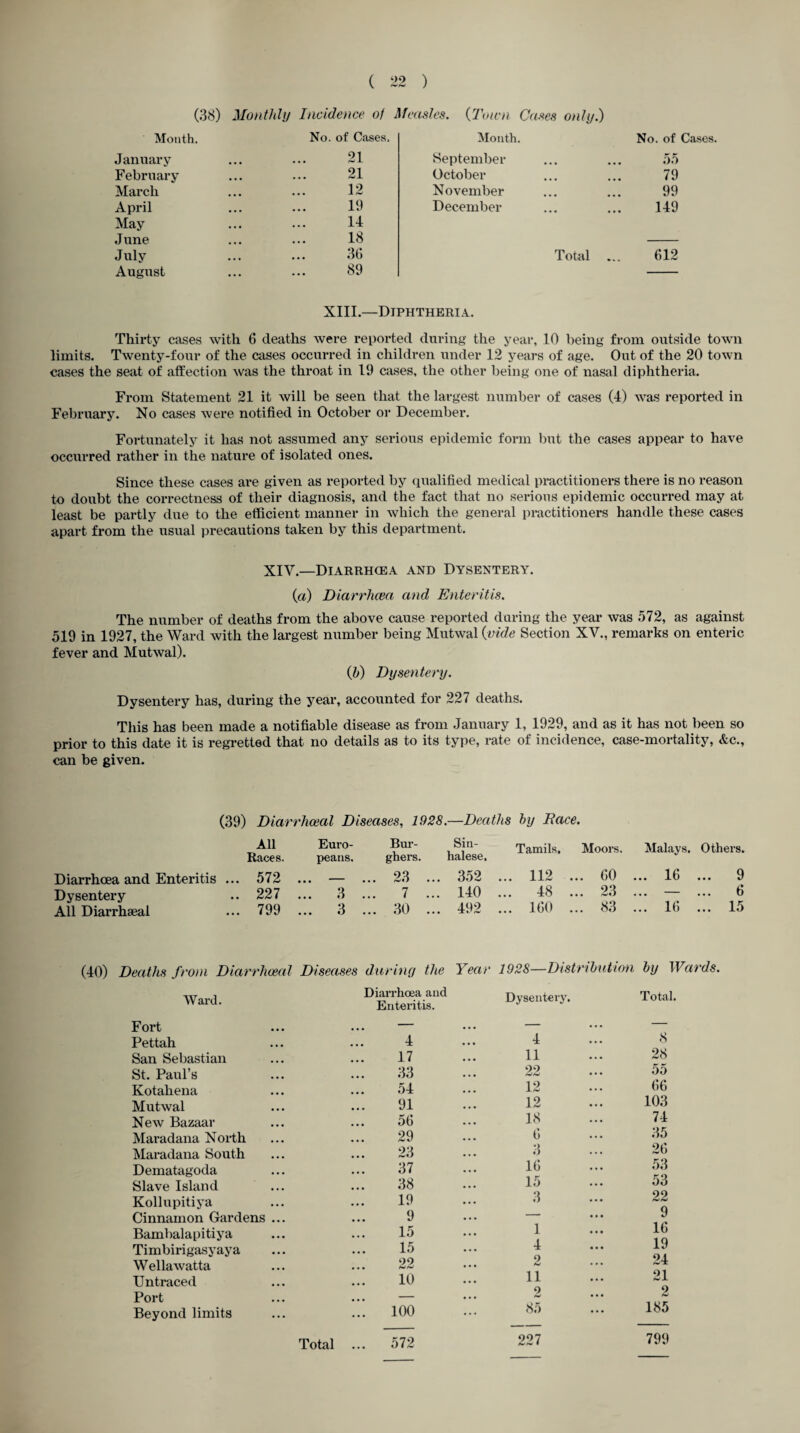 ( 22 )
(38) Monthly Incidence of Measles. (Town Cases only.)
Month. No. of Cases. Month. No. of Cases.
January ... ... 21 September ... ... 55
February ... ... 21 October ... ... 79
March ... ... 12 November ... ... 99
April ... ... 19 December ... ... 149
May ... ... 14
June ... ... 18
July ... ... 36 Total ... 612
August ... ... 89
XIII.—DIPHTHERIA.
Thirty cases with 6 deaths were reported during the year, 10 being from outside town
limits. Twenty-four of the cases occurred in children under 12 years of age. Out of the 20 town
cases the seat of affection was the throat in 19 cases, the other being one of nasal diphtheria.
From Statement 21 it will be seen that the largest number of cases (4) was reported in
February. No cases were notified in October or December.
Fortunately it has not assumed any serious epidemic form but the cases appear to have
occurred rather in the nature of isolated ones.
Since these cases are given as reported by qualified medical practitioners there is no reason
to doubt the correctness of their diagnosis, and the fact that no serious epidemic occurred may at
least be partly due to the efficient manner in which the general practitioners handle these cases
apart from the usual precautions taken by this department.
XIV.—DIARRHŒA AND DYSENTERY.
(a) Diarrhœa and Enteritis.
The number of deaths from the above cause reported during the year was 572, as against
519 in 1927, the Ward with the largest number being Mutwal (vide Section XV., remarks on enteric
fever and Mutwal).
(b) Dysentery.
Dysentery has, during the year, accounted for 227 deaths.
This has been made a notifiable disease as from January 1, 1929, and as it has not been so
prior to this date it is regretted that no details as to its type, rate of incidence, case-mortality, &c.,
can be given.
(39) Diarrhœal Diseases, 1928.—Deaths by Race.
All Races. Euro-peans. Bur-ghers. Sin-halese. Tamils. Moors. Malays. Others.
Diarrhœa and Enteritis ... 572 ... — ... 23 ... 352 ... 112 ... 60 ... 16 ... 9
Dysentery .. 227 ... 3 ... 7 ... 140 ... 48 ... 23 ... — ... 6
All Diarrhæal ... 799 ... 3 ... 30 ... 492 ... 160 ... 83 ... 16 ... 15
(40) Deaths from Diarrhœal Diseases during the Year 1928—Distribution by Wards.
Ward. Diarrhœa and Enteritis. Dysentery. Total.
Fort ... ... — ... — ... —
Pettah ... ... 4 ... 4 ... 8
San Sebastian ... ... 17 ... 11 ... 28
St. Paul's ... ... 33 ... 22 ... 55
Kotahena ... ... 54 ... 12 ... 66
Mutwal ... ... 91 ... 12 ... 103
New Bazaar ... ... 56 ... 18 ... 74
Maradana North ... ... 29 ... 6 ... 35
Maradana South ... ... 23 ... 3 ... 26
Dematagoda ... ... 37 ... 16 ... 53
Slave Island ... ... 38 ... 15 ... 53
Kollupitiya ... ... 19 ... 3 ... 22
Cinnamon Gardens ... ... 9 ... — ... 9
Bambalapitiya ... ... 15 ... 1 ... 16
Timbirigasyaya ... ... 15 ... 4 ... 19
Wellawatta ... ... 22 ... 2 ... 24
Untraced ... ... 10 ... 11 ... 21
Port ... ... — ... 2 ... 2
Beyond limits ... ... 100 ... 85 ... 185
Total ... 572 227 799